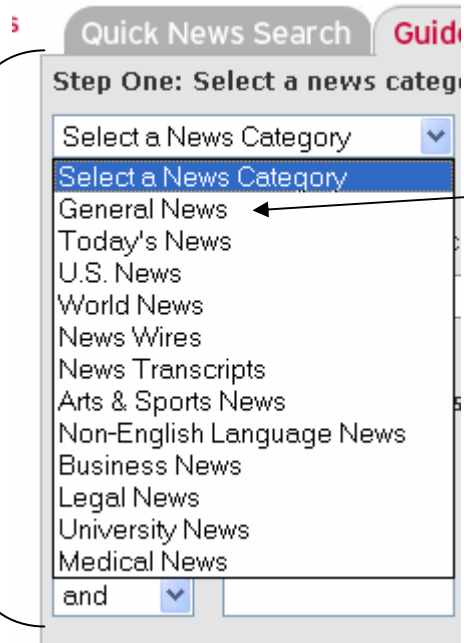 s
Quick News Search Guide
Step One: Select a news catego
Select a News Category
Select a News Category
General News
Today's News
U.S. News
World News
News Wires
News Transcripts
Arts & Sports News
Non-English Language News
Business News
Legal News
University News
Medical News
and